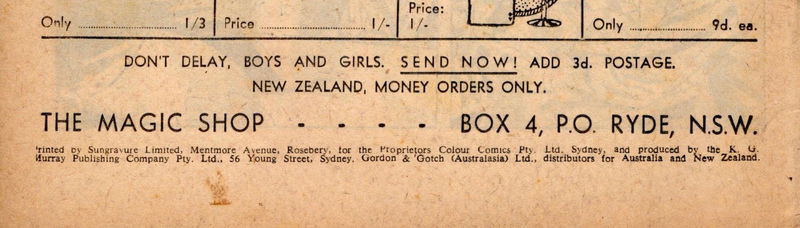 Only ........ 1/3
Price ........ 1/-
Price:
1/-
Only ........ 9d. ea.
DON'T DELAY, BOYS AND GIRLS. SEND NOW! ADD 3d. POSTAGE.
NEW ZEALAND, MONEY ORDERS ONLY.
THE MAGIC SHOP - - - - BOX 4, P.O. RYDE, N.S.W.
'rinted by Sungravure Limited, Mentmore Avenue, Rosebery, for the Proprietors Colour Comics Pty. Ltd. Sydney, and produced by the K. G.
Murray Publishing Company Pty. Ltd., 56 Young Street, Sydney. Gordon & Gotch (Australasia) Ltd., distributors for Australia and New Zealand.